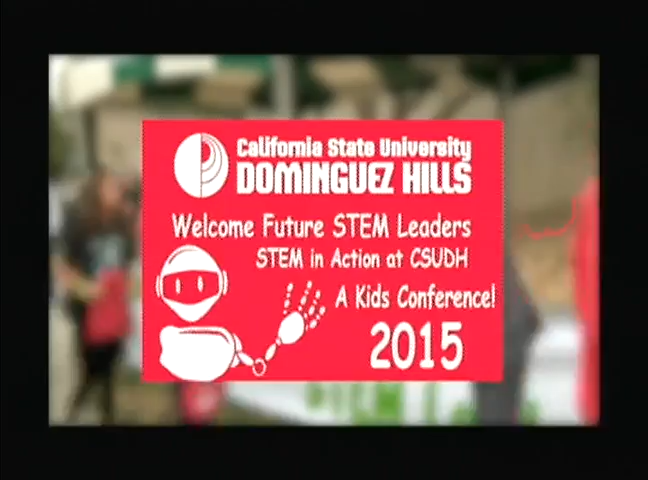 California State University
DOMINGUEZ HILLS
Welcome Future STEM Leaders
STEM in Action at CSUDH
A Kids Conference!
2015